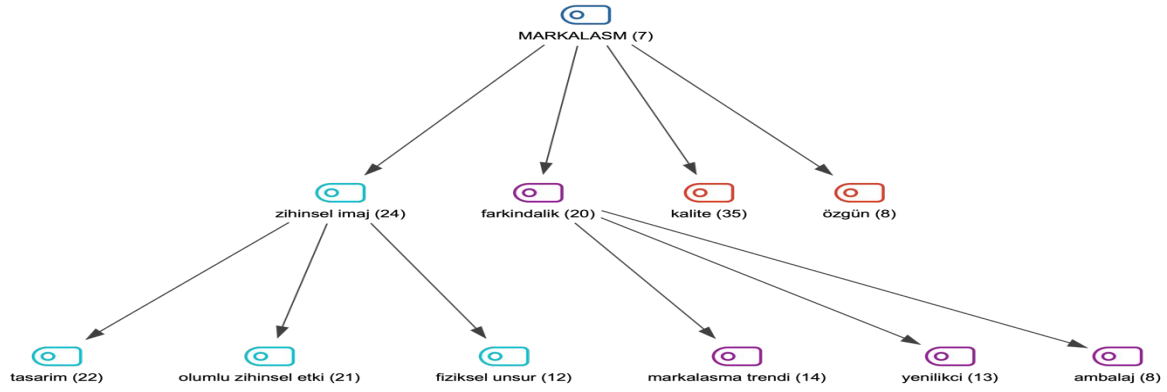 MARKALASM (7)
zihinsel imaj (24)
farkindalik (20)
kalite (35)
özgün (8)
tasarim (22)
olumlu zihinsel etki (21)
fiziksel unsur (12)
markalasma trendi (14)
yenilikci (13)
ambalaj (8)